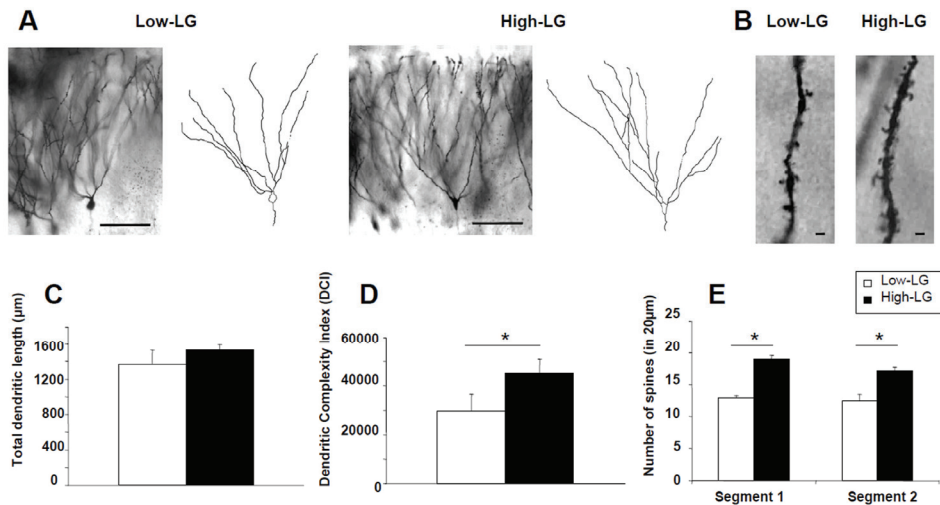 A
Low-LG
High-LG
B
Low-LG
High-LG
C
Total dendritic length (µm)
1600
1200
800
400
0
D
Dendritic Complexity Index (DCI)
60000
40000
20000
0
*
E
Low-LG
High-LG
Number of spines (in 20µm)
25
20
15
10
5
0
*
*
Segment 1
Segment 2